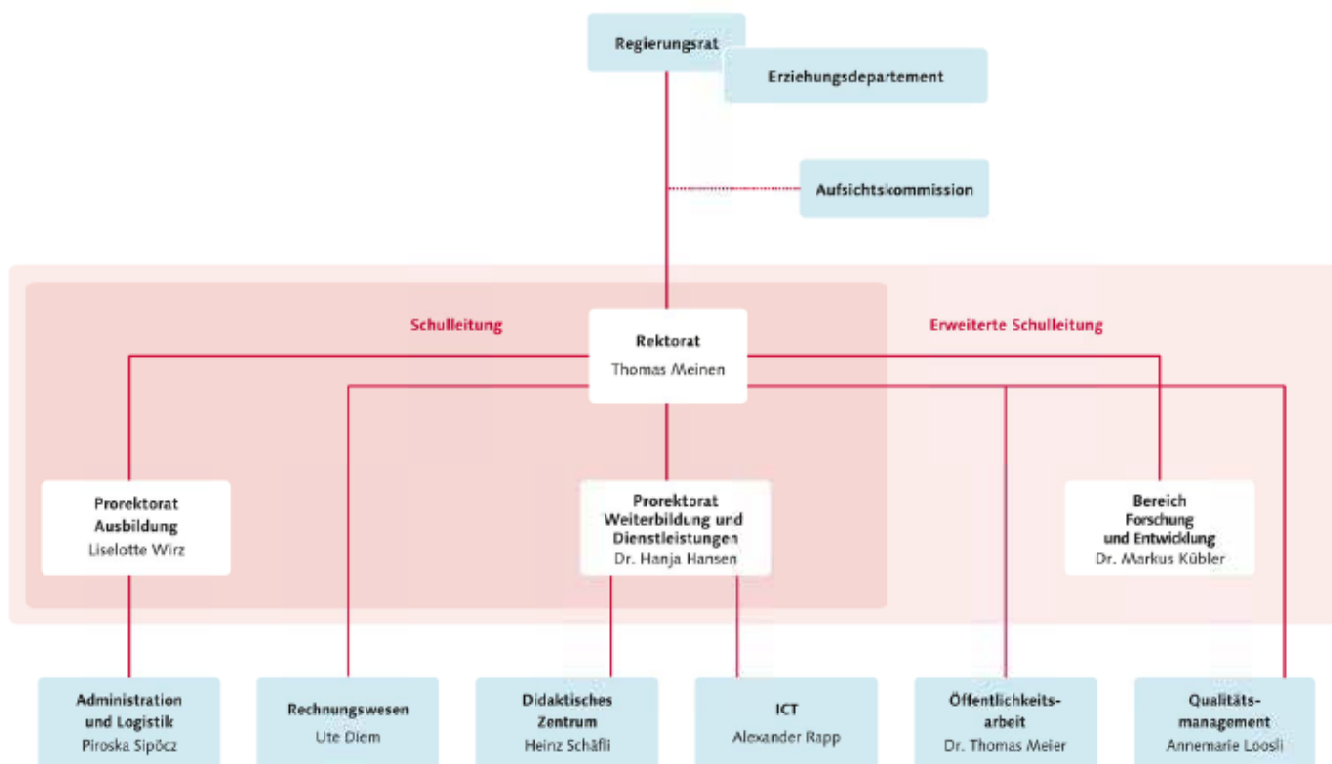 Regierungsrat
Erziehungsdepartement
Aufsichtskommission
Schulleitung
Erweiterte Schulleitung
Rektorat
Thomas Meinen
Prorektorat
Ausbildung
Liselotte Wirz
Prorektorat
Weiterbildung und
Dienstleistungen
Dr. Hanja Hansen
Bereich
Forschung
und Entwicklung
Dr. Markus Kübler
Administration
und Logistik
Piroska Sipöcz
Rechnungswesen
Ute Diem
Didaktisches
Zentrum
Heinz Schäfli
ICT
Alexander Rapp
Öffentlichkeits-
arbeit
Dr. Thomas Meier
Qualitäts-
management
Annemarie Loosli